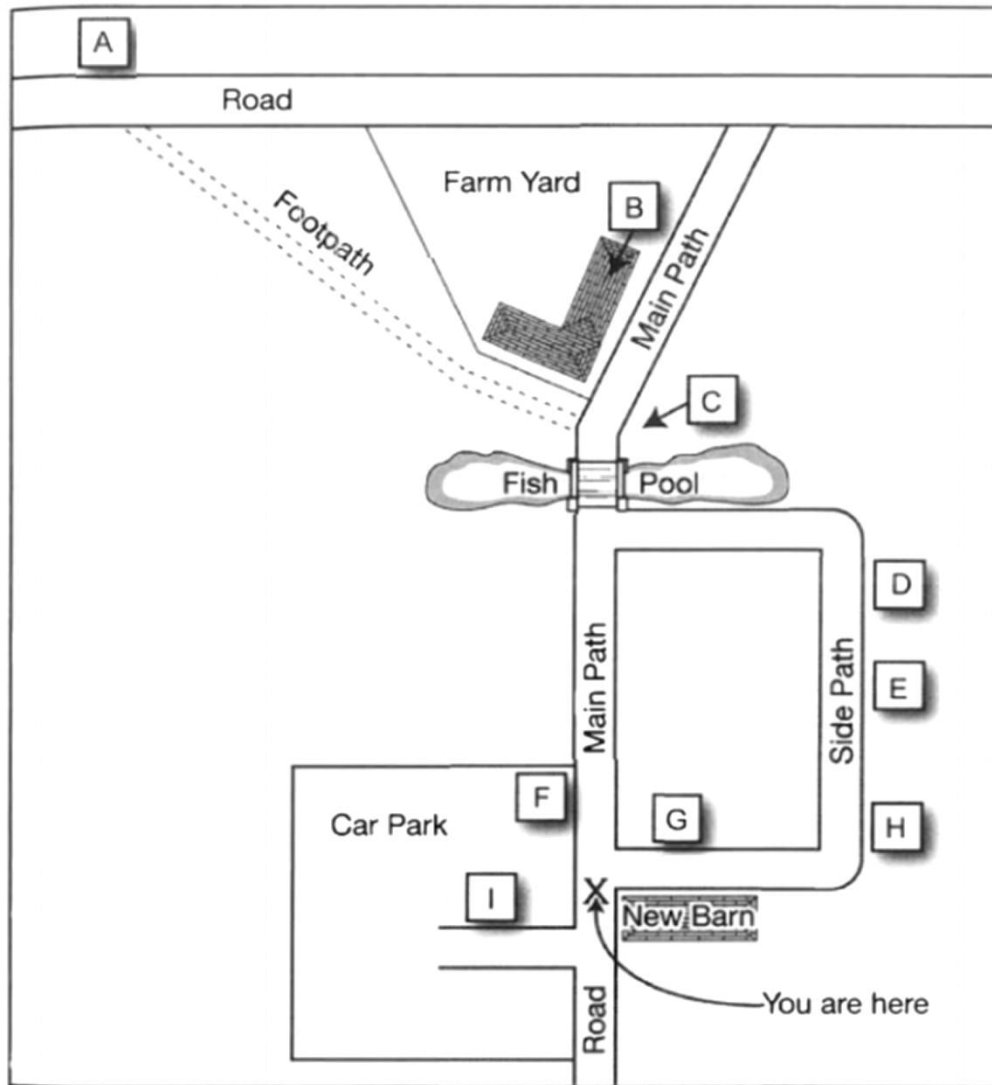 A
Road
Farm Yard
B
Footpath
Main Path
C
Fish Pool
D
Main Path
Side Path
E
F
Car Park
G
H
I
X
New Barn
You are here
Road